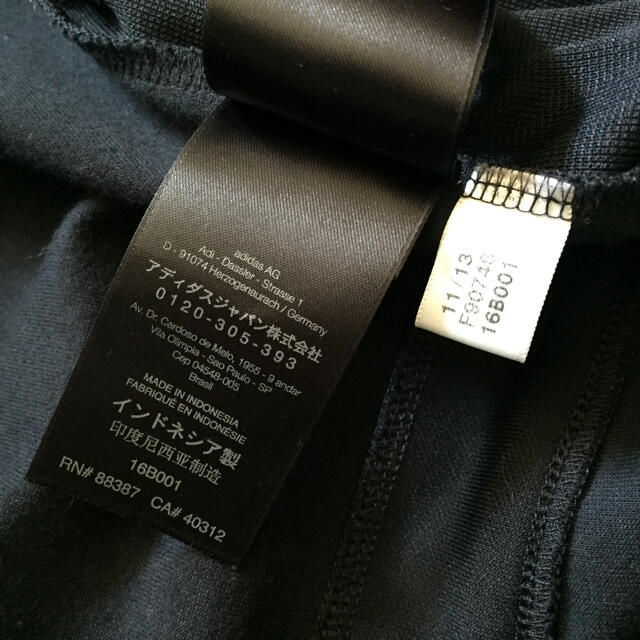 adidas AG
Adi - Dassler - Strasse 1
D - 91074 Herzogenaurach / Germany
アディダスジャパン株式会社
0120-305-393
Av. Dr. Cardoso de Melo, 1955 - 9 andar
Vila Olimpia - Sao Paulo - SP
Cep 04548 005
Brasil
MADE IN INDONESIA
FABRIQUE EN INDONESIE
インドネシア製
印度尼西亚制造
16B001
RN# 88387 CA# 40312
11/13
F90746
16B001